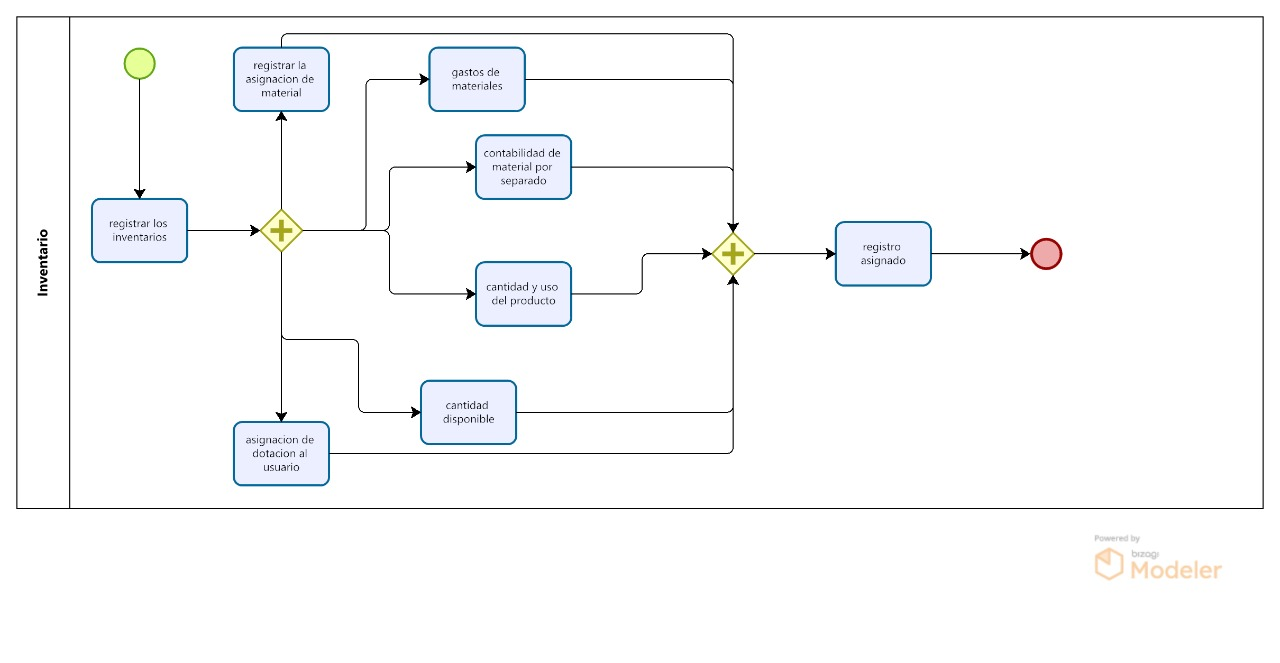 Inventario
registrar los
inventarios
registrar la
asignacion de
material
gastos de
materiales
contabilidad de
material por
separado
cantidad y uso
del producto
cantidad
disponible
asignacion de
dotacion al
usuario
registro
asignado
Powered by
bizagi
Modeler